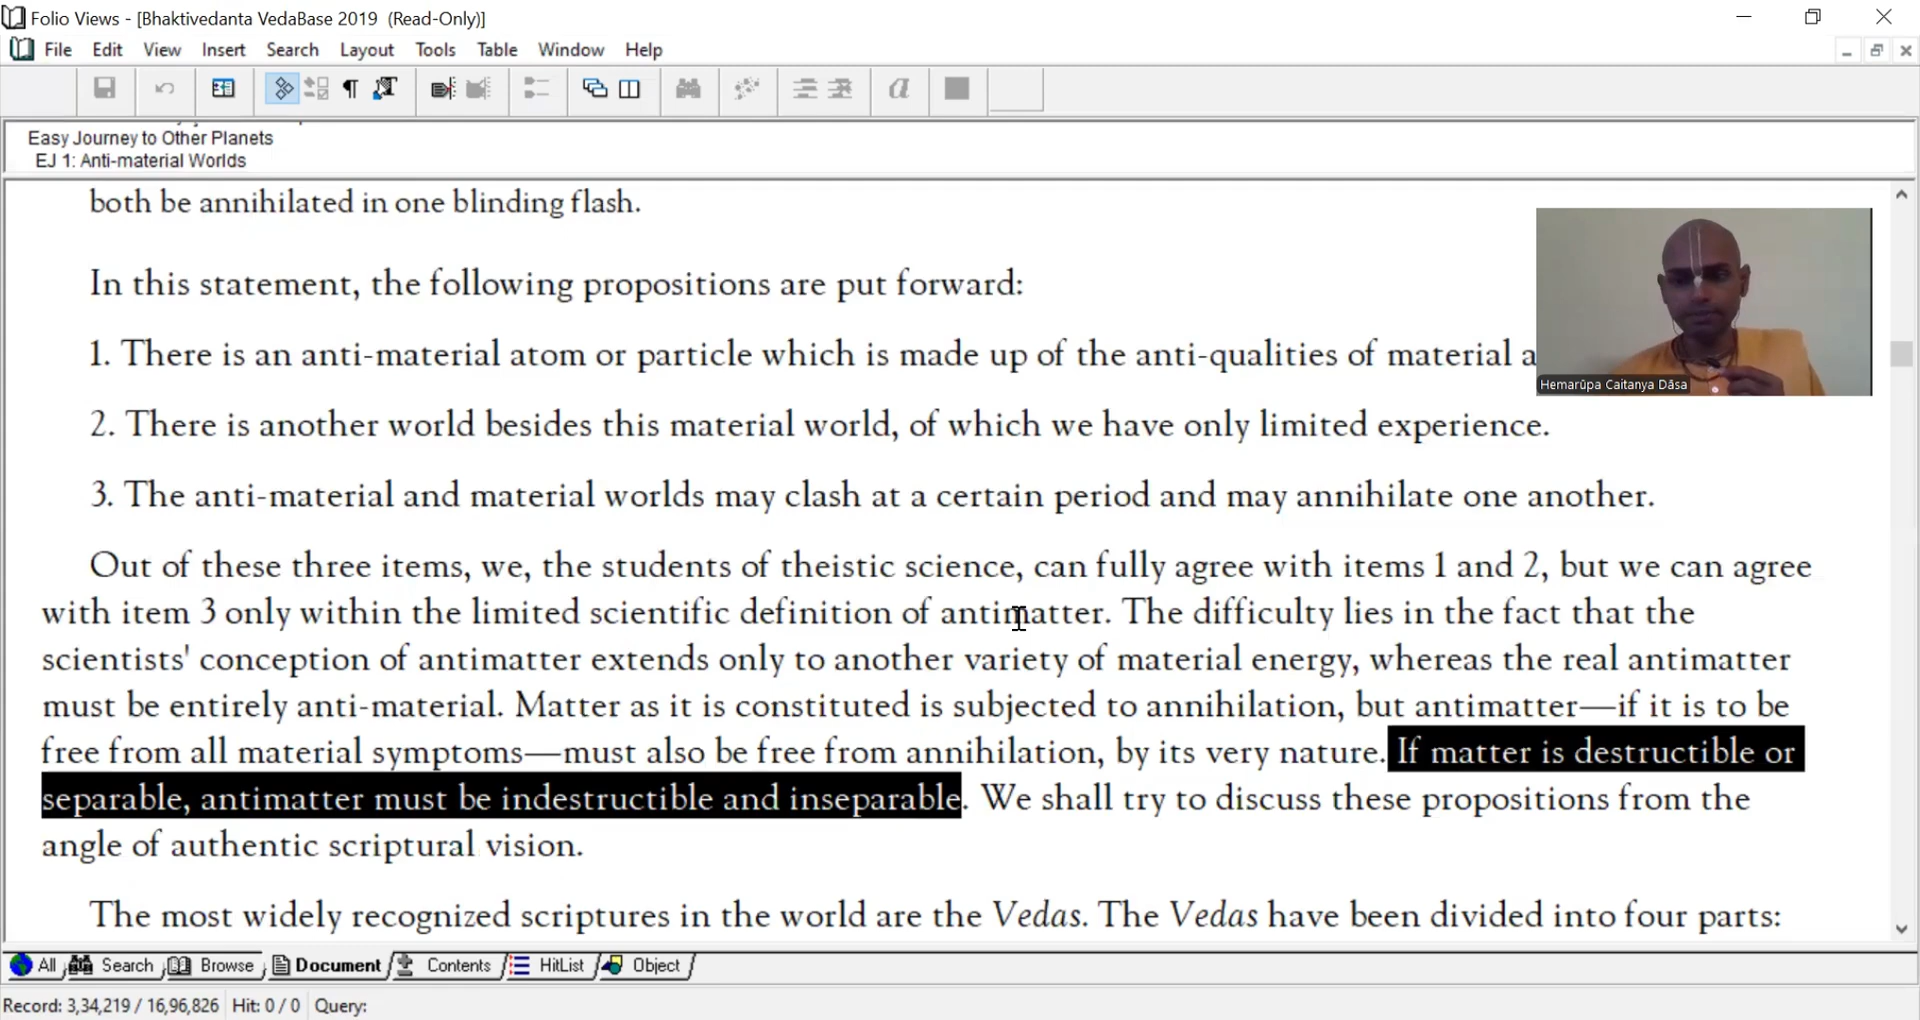 Folio Views - [Bhaktivedanta VedaBase 2019 (Read-Only)]
File Edit View Insert Search Layout Tools Table Window Help
Easy Journey to Other Planets
EJ 1: Anti-material Worlds
both be annihilated in one blinding flash.
In this statement, the following propositions are put forward:
1. There is an anti-material atom or particle which is made up of the anti-qualities of material a
Hemarūpa Caitanya Dāsa
2. There is another world besides this material world, of which we have only limited experience.
3. The anti-material and material worlds may clash at a certain period and may annihilate one another.
Out of these three items, we, the students of theistic science, can fully agree with items 1 and 2, but we can agree
with item 3 only within the limited scientific definition of antimatter. The difficulty lies in the fact that the
scientists' conception of antimatter extends only to another variety of material energy, whereas the real antimatter
must be entirely anti-material. Matter as it is constituted is subjected to annihilation, but antimatter—if it is to be
free from all material symptoms—must also be free from annihilation, by its very nature. If matter is destructible or
separable, antimatter must be indestructible and inseparable. We shall try to discuss these propositions from the
angle of authentic scriptural vision.
The most widely recognized scriptures in the world are the Vedas. The Vedas have been divided into four parts:
All Search Browse Document Contents HitList Object
Record: 3,34,219 / 16,96,826 Hit: 0 / 0 Query: